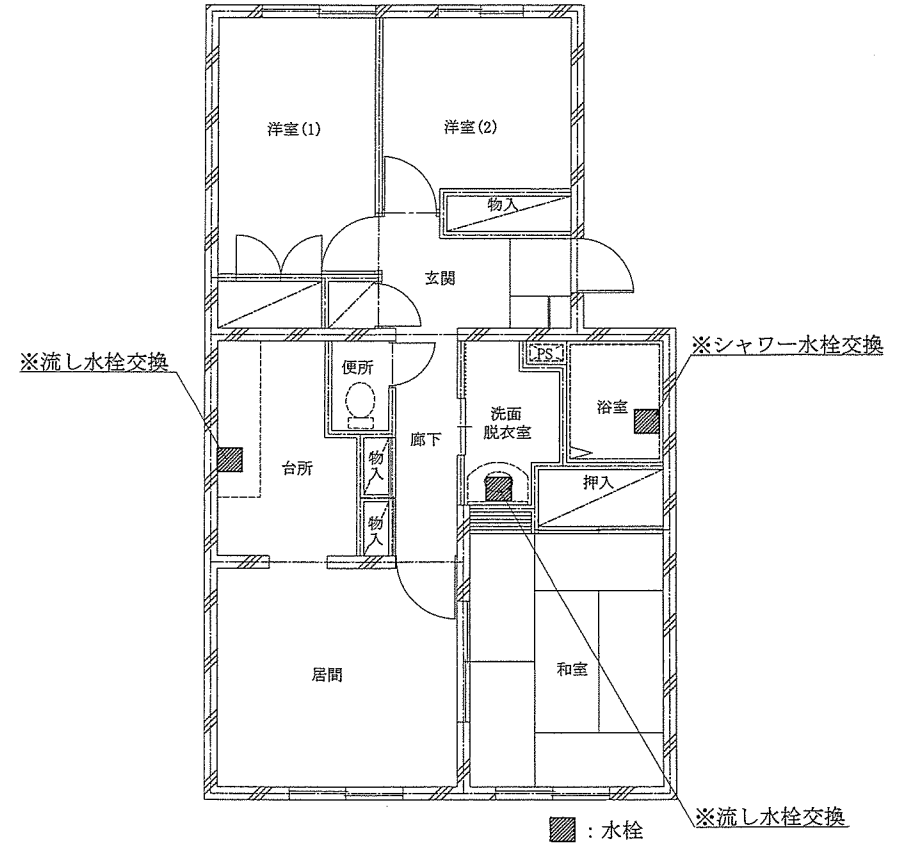 洋室(1)
洋室(2)
物入
玄関
※流し水栓交換
便所
PS
※シャワー水栓交換
浴室
洗面
脱衣室
廊下
台所
物入
押入
物入
居間
和室
※流し水栓交換
：水栓